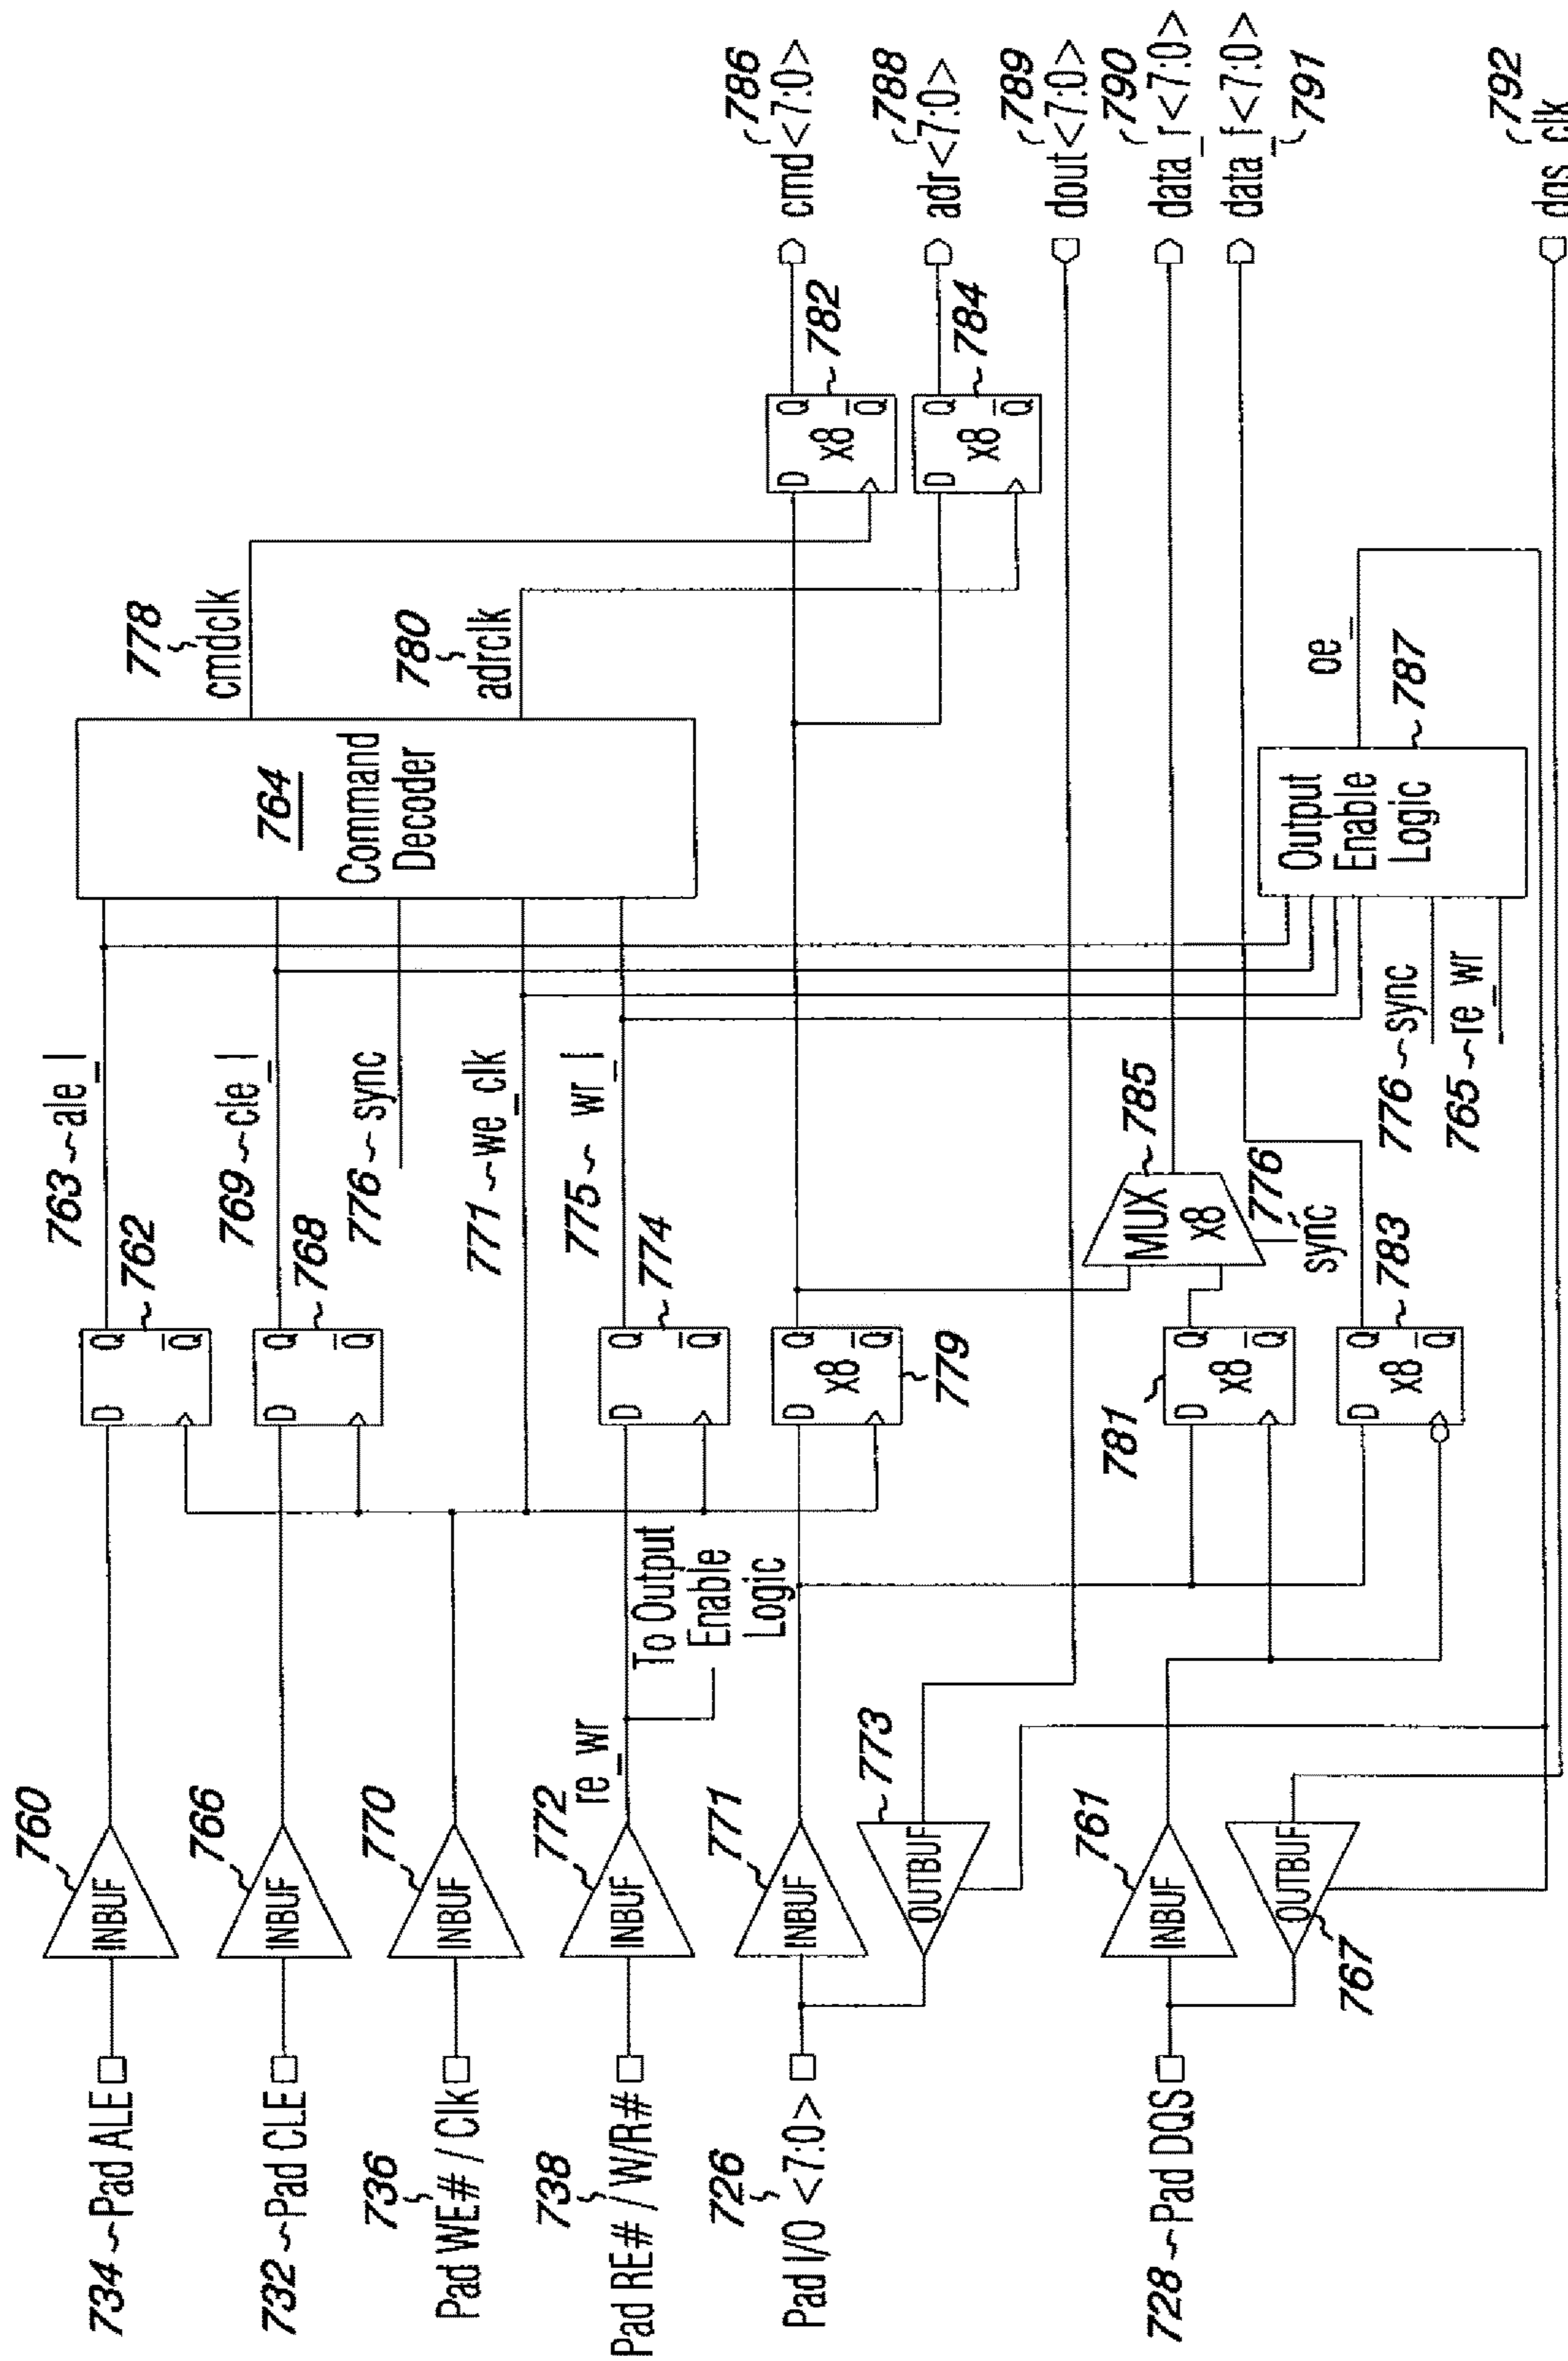 734 Pad ALE
732 Pad CLE
736
Pad WE# / Clk
738
Pad RE# / W/R#
726
Pad I/O <7:0>
728 Pad DQS
760
INBUF
766
INBUF
770
INBUF
772
INBUF
re_wr
To Output
Enable
Logic
771
INBUF
773
OUTBUF
761
INBUF
OUTBUF
767
763 ale_l
762
D Q
Q
769 cle_l
768
D Q
Q
776 sync
771 we_clk
775 wr_l
774
D Q
Q
D Q
x8
Q
779
781
D Q
x8
Q
783
D Q
x8
Q
785
MUX
x8
776
sync
764
Command
Decoder
778
cmdclk
780
adrclk
776 sync
765 re_wr
Output
Enable
Logic
787
oe_
D Q
x8
Q
782
D Q
x8
Q
784
786
cmd<7:0>
788
adr<7:0>
789
dout<7:0>
790
data_r<7:0>
data_f<7:0>
791
792
dqs_clk